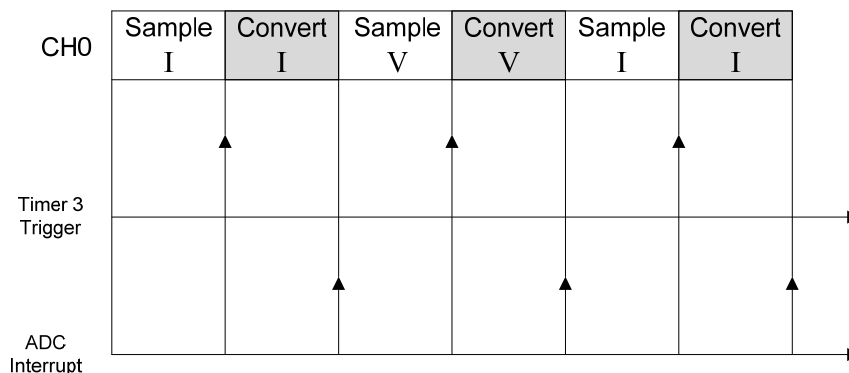 CH0
Sample Convert Sample Convert Sample Convert
I I V V I I
Timer 3
Trigger
ADC
Interrupt